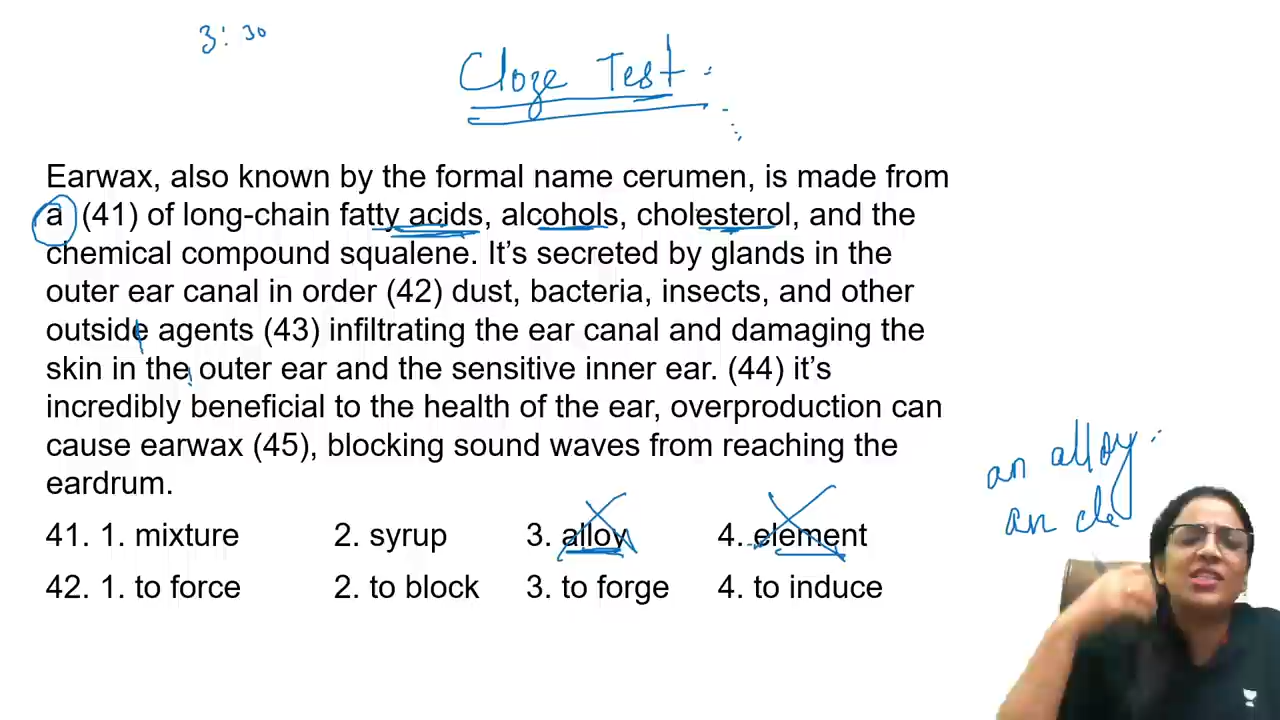 3:30
Cloze Test :
Earwax, also known by the formal name cerumen, is made from
a (41) of long-chain fatty acids, alcohols, cholesterol, and the
chemical compound squalene. It’s secreted by glands in the
outer ear canal in order (42) dust, bacteria, insects, and other
outside agents (43) infiltrating the ear canal and damaging the
skin in the outer ear and the sensitive inner ear. (44) it’s
incredibly beneficial to the health of the ear, overproduction can
cause earwax (45), blocking sound waves from reaching the
eardrum.
an alloy
an ele
41. 1. mixture 2. syrup 3. alloy 4. element
42. 1. to force 2. to block 3. to forge 4. to induce